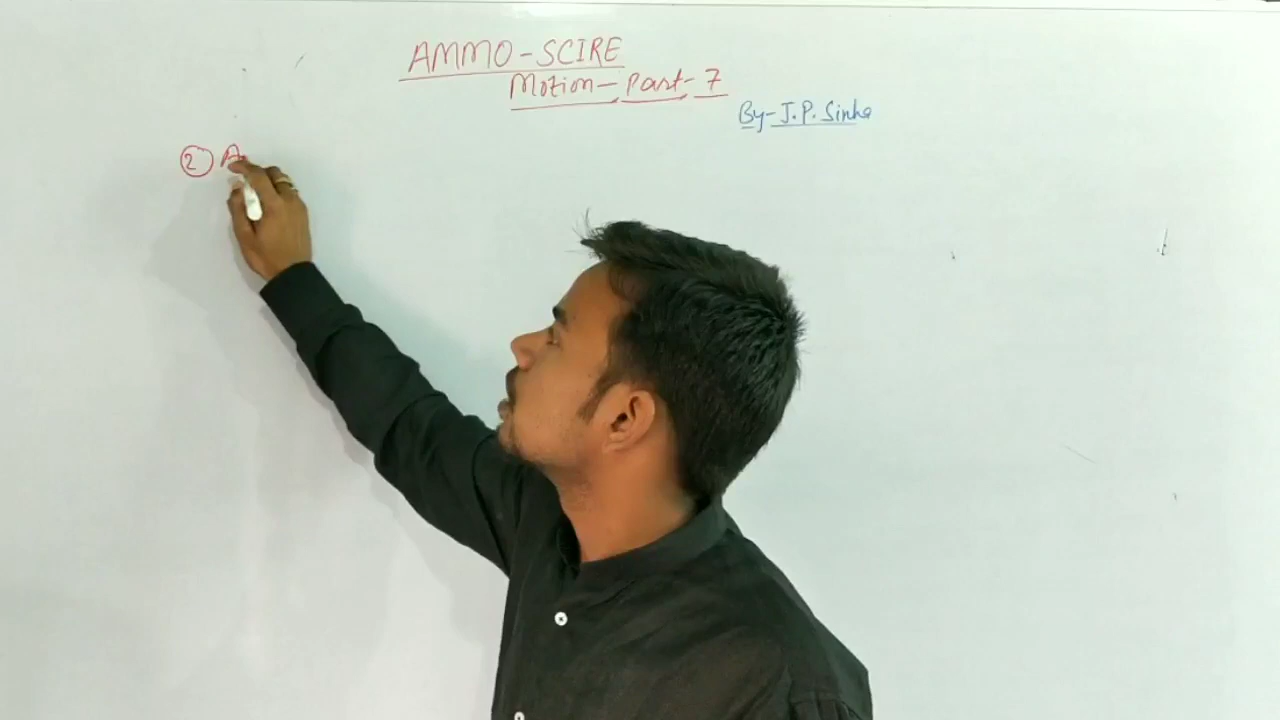 AMMO-SCIRE
Motion-Part-7
By-J.P. Sinha
② A